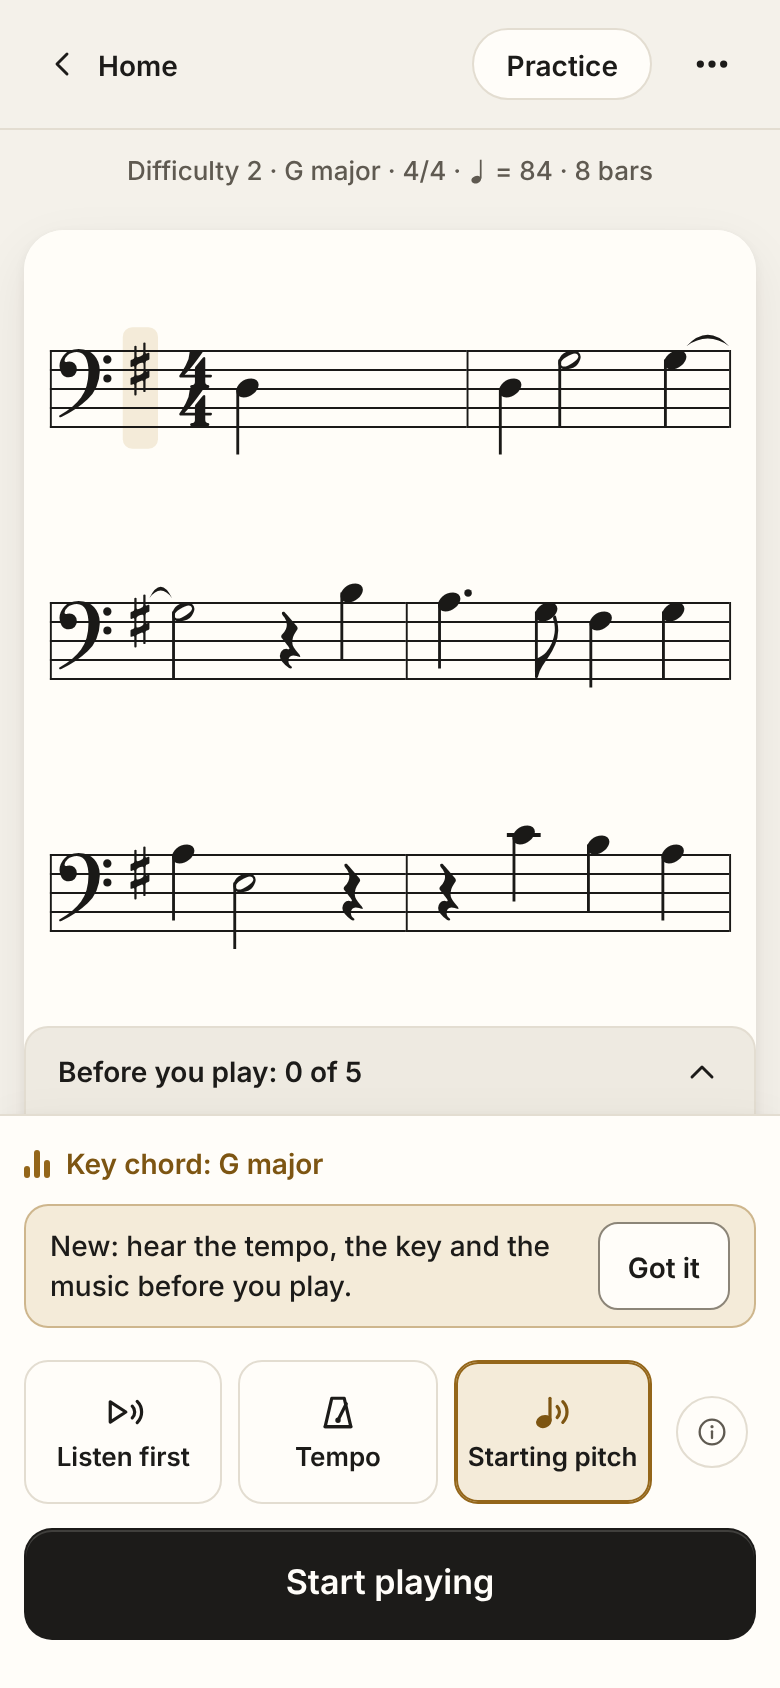 Home
Practice
Difficulty 2 · G major · 4/4 · ♩ = 84 · 8 bars
4
4
Before you play: 0 of 5
Key chord: G major
New: hear the tempo, the key and the
music before you play.
Got it
Listen first
Tempo
Starting pitch
Start playing